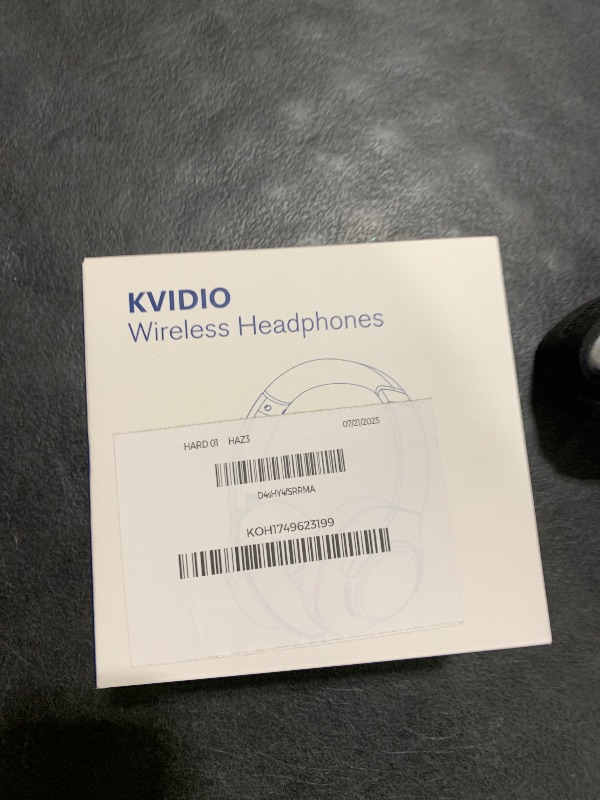 KVIDIO
Wireless Headphones
HARD 01 HAZ3
07/21/2025
KOH1749623199